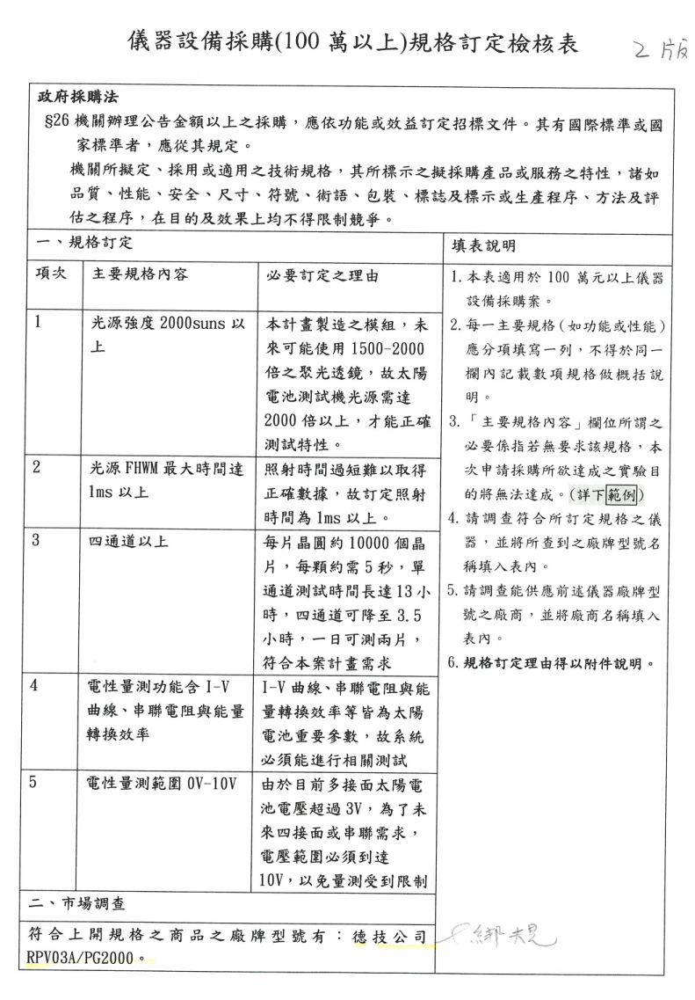 儀器設備採購(100 萬以上)規格訂定檢核表
2 版
政府採購法
§26 機關辦理公告金額以上之採購，應依功能或效益訂定招標文件。其有國際標準或國
家標準者，應從其規定。
機關所擬定、採用或適用之技術規格，其所標示之擬採購產品或服務之特性，諸如
品質、性能、安全、尺寸、符號、術語、包裝、標誌及標示或生產程序、方法及評
估之程序，在目的及效果上均不得限制競爭。
一、規格訂定
項次
主要規格內容
必要訂定之理由
1
光源強度 2000suns 以
上
本計畫製造之模組，未
來可能使用 1500-2000
倍之聚光透鏡，故太陽
電池測試機光源需達
2000 倍以上，才能正確
測試特性。
2
光源 FHWM 最大時間達
1ms 以上
照射時間過短難以取得
正確數據，故訂定照射
時間為 1ms 以上。
3
四通道以上
每片晶圓約 10000 個晶
片，每顆約需 5 秒，單
通道測試時間長達 13 小
時，四通道可降至 3.5
小時，一日可測兩片，
符合本案計畫需求
4
電性量測功能含 I-V
曲線、串聯電阻與能量
轉換效率
I-V 曲線、串聯電阻與能
量轉換效率等皆為太陽
電池重要參數，故系統
必須能進行相關測試
5
電性量測範圍 0V-10V
由於目前多接面太陽電
池電壓超過 3V，為了未
來四接面或串聯需求，
電壓範圍必須到達
10V，以免量測受到限制
二、市場調查
符合上開規格之商品之廠牌型號有：德技公司
RPV03A/PG2000。
填表說明
1. 本表適用於 100 萬元以上儀器
設備採購案。
2. 每一主要規格(如功能或性能)
應分項填寫一列，不得於同一
欄內記載數項規格做概括說
明。
3. 「主要規格內容」欄位所謂之
必要係指若無要求該規格，本
次申請採購所欲達成之實驗目
的將無法達成。(詳下範例)
4. 請調查符合所訂定規格之儀
器，並將所查到之廠牌型號名
稱填入表內。
5. 請調查能供應前述儀器廠牌型
號之廠商，並將廠商名稱填入
表內。
6. 規格訂定理由得以附件說明。